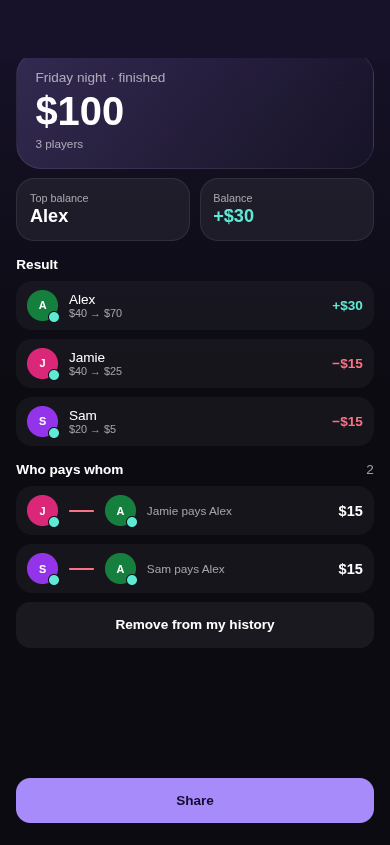 Friday night · finished
$100
3 players
Top balance
Alex
Balance
+$30
Result
A
Alex
$40 → $70
+$30
J
Jamie
$40 → $25
−$15
S
Sam
$20 → $5
−$15
Who pays whom
2
J
A
Jamie pays Alex
$15
S
A
Sam pays Alex
$15
Remove from my history
Share